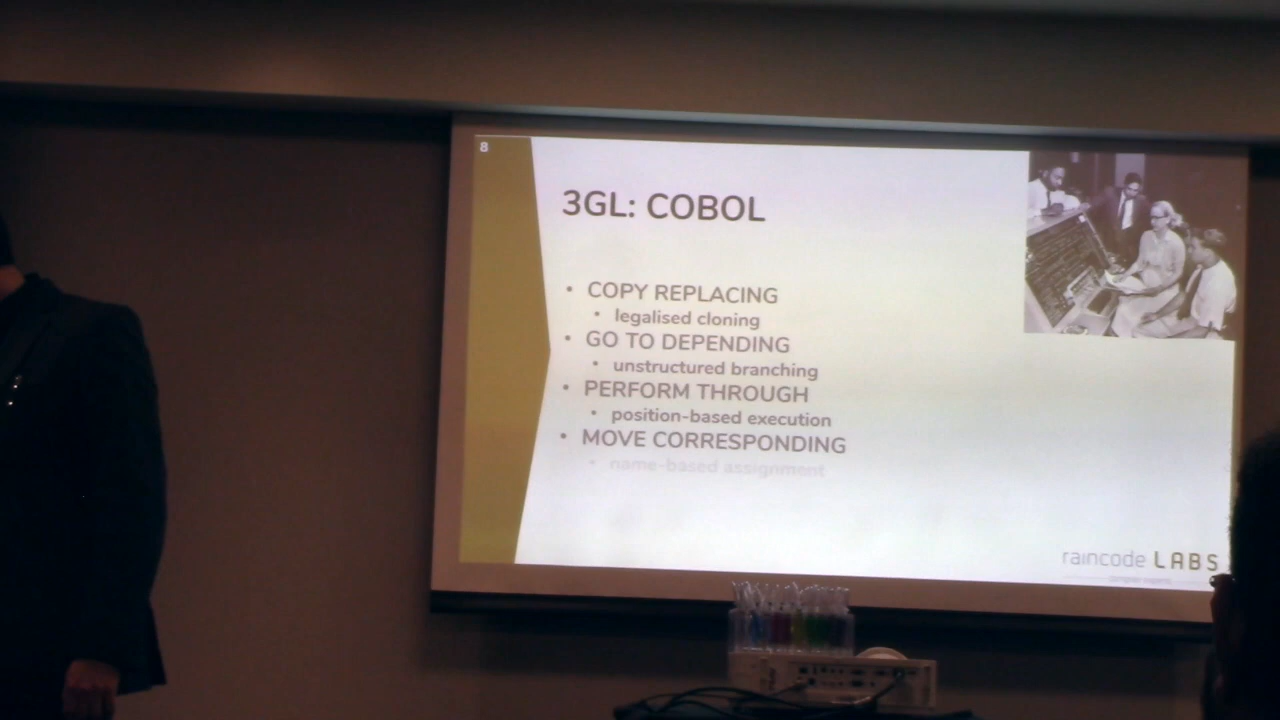 8
3GL: COBOL
• COPY REPLACING
• legalised cloning
• GO TO DEPENDING
• unstructured branching
• PERFORM THROUGH
• position-based execution
• MOVE CORRESPONDING
• name-based assignment
raincode LABS